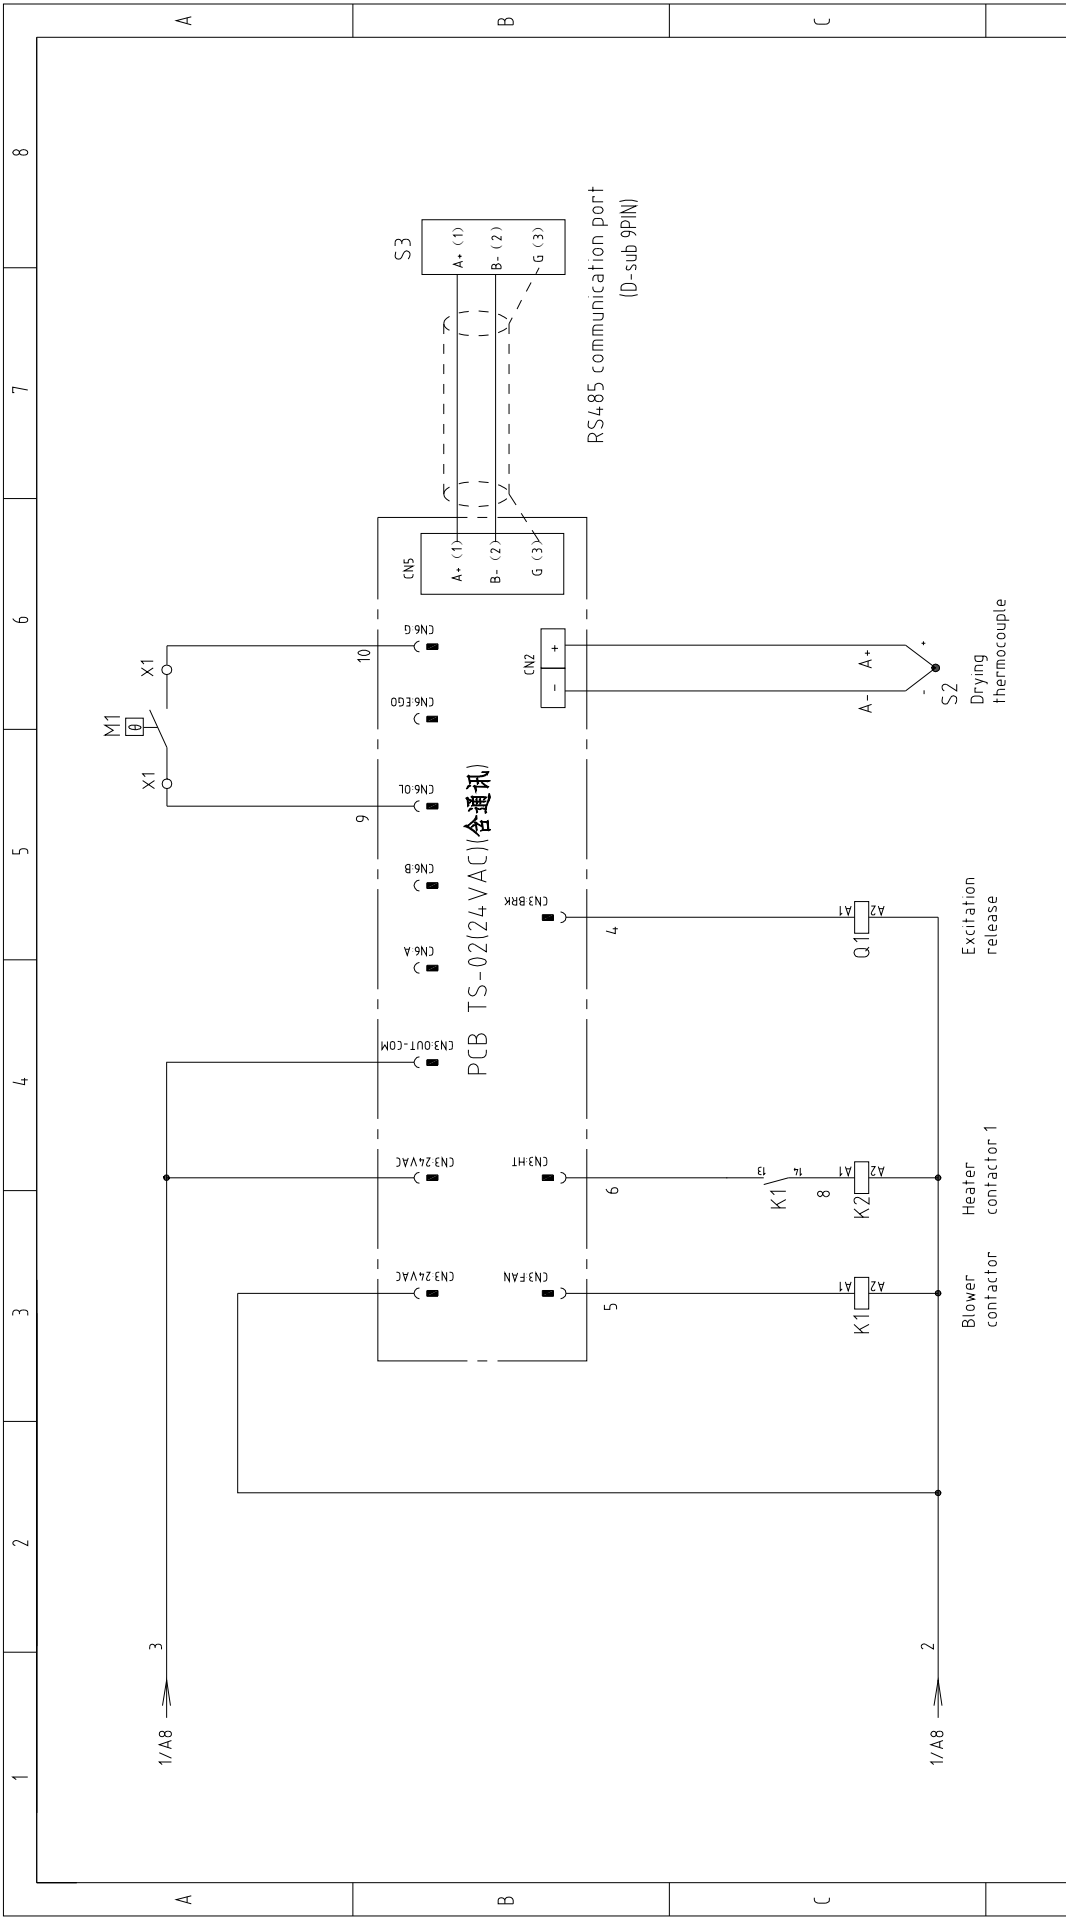 1
2
3
4
5
6
7
8
A
B
C
A
B
C
1/A8
3
1/A8
2
M1
θ
X1
X1
9
10
CN3:24VAC
CN3:24VAC
CN3:OUT-COM
CN6:A
CN6:B
CN6:OL
CN6:EGO
CN6:G
PCB TS-02(24VAC)(含通讯)
CN3:FAN
CN3:HT
CN3:BRK
CN2
- +
CN5
A+ (1)
B- (2)
G (3)
S3
A+ (1)
B- (2)
G (3)
RS485 communication port
(D-sub 9PIN)
5
6
4
K1
13
14
8
K1
A1
A2
K2
A1
A2
Q1
A1
A2
A-
A+
- +
S2
Drying
thermocouple
Blower
contactor
Heater
contactor 1
Excitation
release